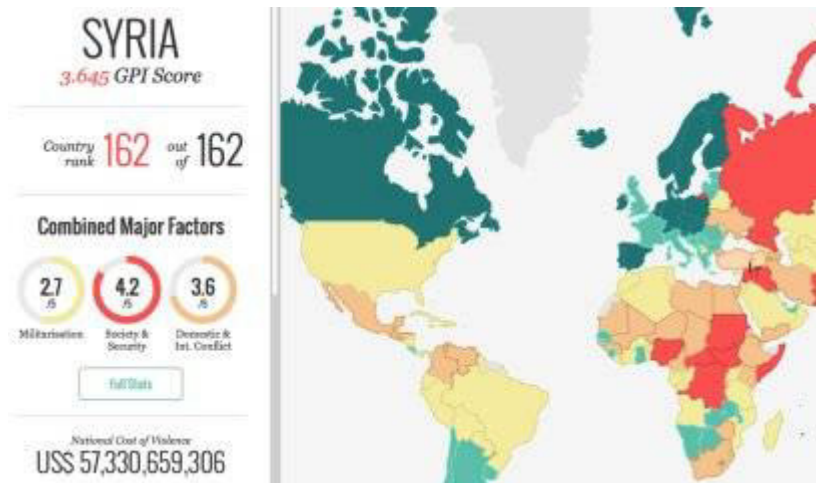 SYRIA
3.645 GPI Score
Country rank 162 out of 162
Combined Major Factors
2.7 /5
4.2 /5
3.6 /5
Militarisation
Society & Security
Domestic & Int. Conflict
Full Stats
National Cost of Violence
US$ 57,330,659,306